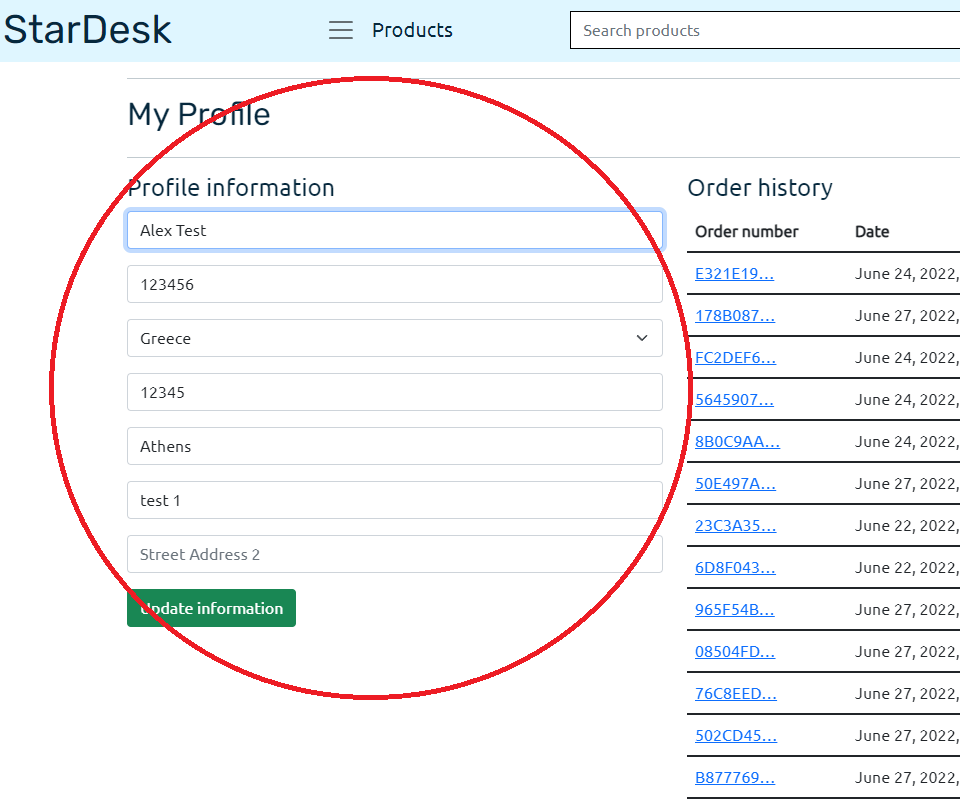 StarDesk
Products
Search products
My Profile
Profile information
Alex Test
123456
Greece
12345
Athens
test 1
Street Address 2
Update information
Order history
Order number Date
E321E19... June 24, 2022,
178B087... June 27, 2022,
FC2DEF6... June 24, 2022,
5645907... June 24, 2022,
8B0C9AA... June 24, 2022,
50E497A... June 27, 2022,
23C3A35... June 22, 2022,
6D8F043... June 22, 2022,
965F54B... June 27, 2022,
08504FD... June 27, 2022,
76C8EED... June 27, 2022,
502CD45... June 27, 2022,
B877769... June 27, 2022,